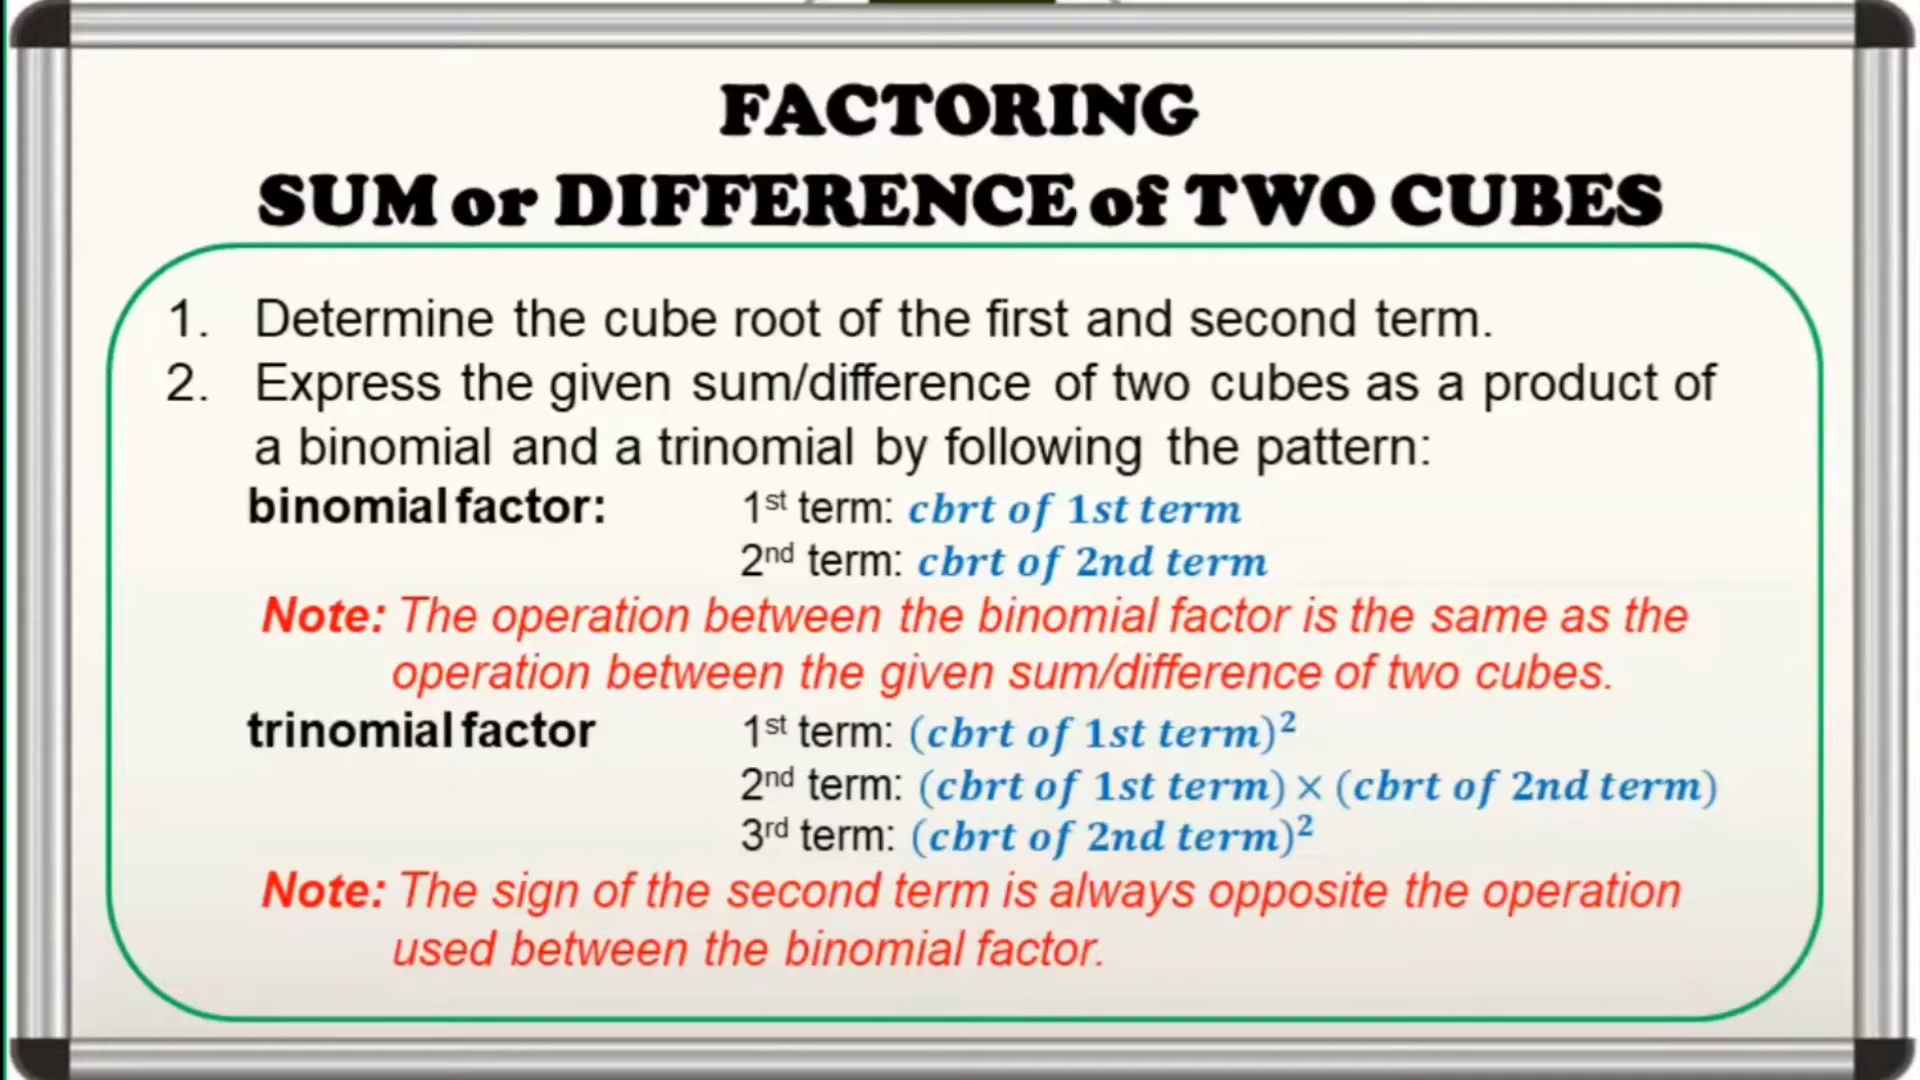 FACTORING
SUM or DIFFERENCE of TWO CUBES
1. Determine the cube root of the first and second term.
2. Express the given sum/difference of two cubes as a product of
a binomial and a trinomial by following the pattern:
binomial factor: 1st term: cbrt of 1st term
2nd term: cbrt of 2nd term
Note: The operation between the binomial factor is the same as the
operation between the given sum/difference of two cubes.
trinomial factor 1st term: (cbrt of 1st term)²
2nd term: (cbrt of 1st term) × (cbrt of 2nd term)
3rd term: (cbrt of 2nd term)²
Note: The sign of the second term is always opposite the operation
used between the binomial factor.